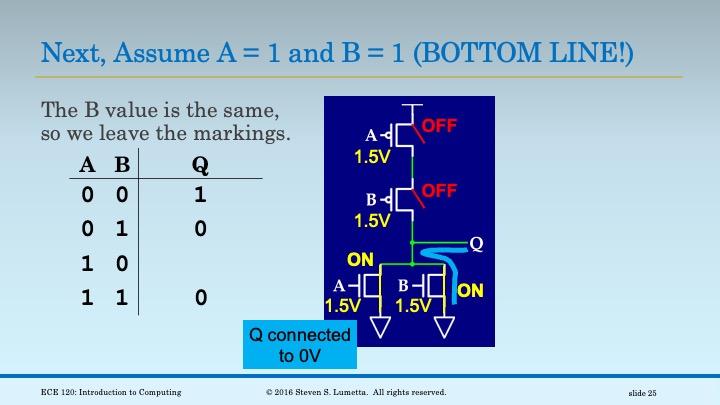 Next, Assume A = 1 and B = 1 (BOTTOM LINE!)
The B value is the same,
so we leave the markings.
A B Q
0 0 1
0 1 0
1 0
1 1 0
A OFF
1.5V
B OFF
1.5V
Q
ON
A B ON
1.5V 1.5V
Q connected
to 0V
ECE 120: Introduction to Computing © 2016 Steven S. Lumetta. All rights reserved. slide 25